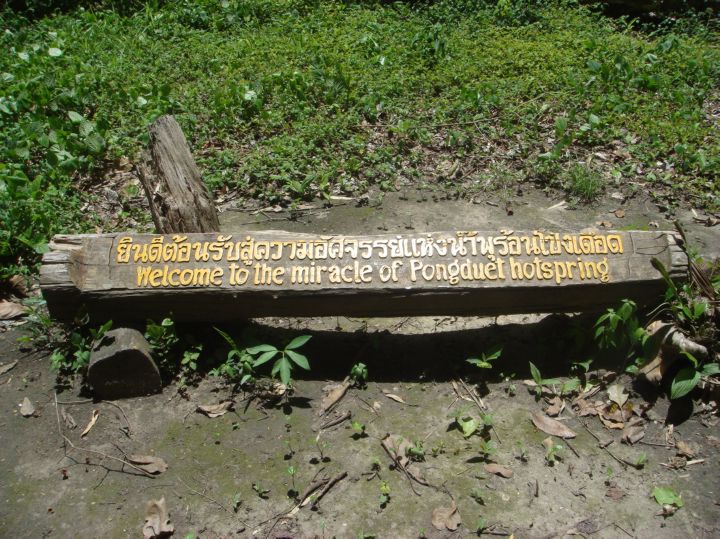 ยินดีต้อนรับสู่ความอัศจรรย์แห่งน้ำพุร้อนโป่งเดือด
Welcome to the miracle of Pongduet hotspring